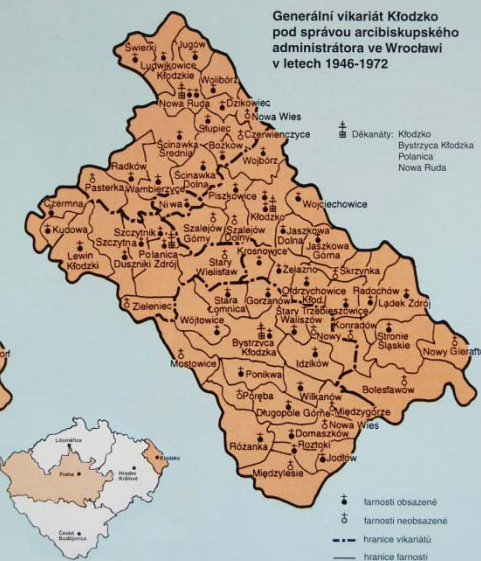 Generální vikariát Kłodzko
pod správou arcibiskupského
administrátora ve Wrocławi
v letech 1946-1972
Děkanáty: Kłodzko
Bystrzyca Kłodzka
Polanica
Nowa Ruda
Świerki
Jugów
Ludwikowice
Kłodzkie
Wolibórz
Nowa Ruda
Dzikowiec
Nowa Wies
Słupiec
Czerwienczyce
Ścinawka
Średnia
Bożków
Wojbórz
Radków
Ścinawka
Dolna
Pasterka
Wambierzyce
Piszkowice
Czermna
Niwa
Wojciechowice
Kłodzko
Kudowa
Szczytnik
Szalejów
Górny
Szalejów
Dolny
Jaszkowa
Dolna
Jaszkowa
Górna
Szczytna
Polanica
Lewin
Kłodzki
Duszniki Zdrój
Krosnowice
Stary
Wielisław
Żelazno
Skrzynka
Ołdrzychowice
Kłod.
Radochów
Lądek Zdrój
Zieleniec
Stara
Łomnica
Gorzanów
Stary
Waliszów
Trzebieszowice
Konradów
Wójtowice
Nowy
Stronie
Śląskie
Bystrzyca
Kłodzka
Nowy Gierałtów
Mostowice
Idzików
Ponikwa
Bolesławów
Poręba
Wilkanów
Długopole Górne
Międzygórze
Nowa Wies
Domaszków
Różanka
Roztoki
Międzylesie
Jodłów
Litoměřice
Praha
Hradec
Králové
Kłodzko
České
Budějovice
farnosti obsazené
farnosti neobsazené
hranice vikariátů
hranice farností